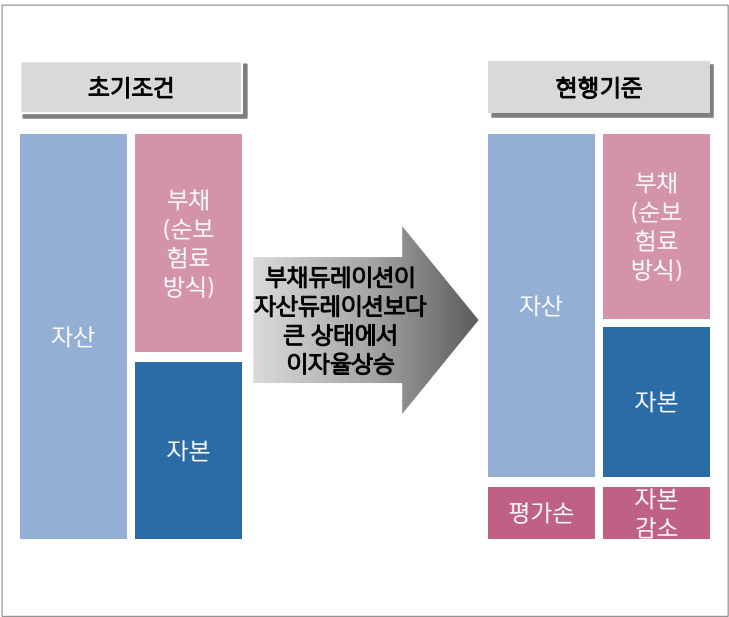 초기조건
현행기준
자산
부채
(순보
험료
방식)
자본
부채듀레이션이
자산듀레이션보다
큰 상태에서
이자율상승
자산
부채
(순보
험료
방식)
자본
평가손
자본
감소